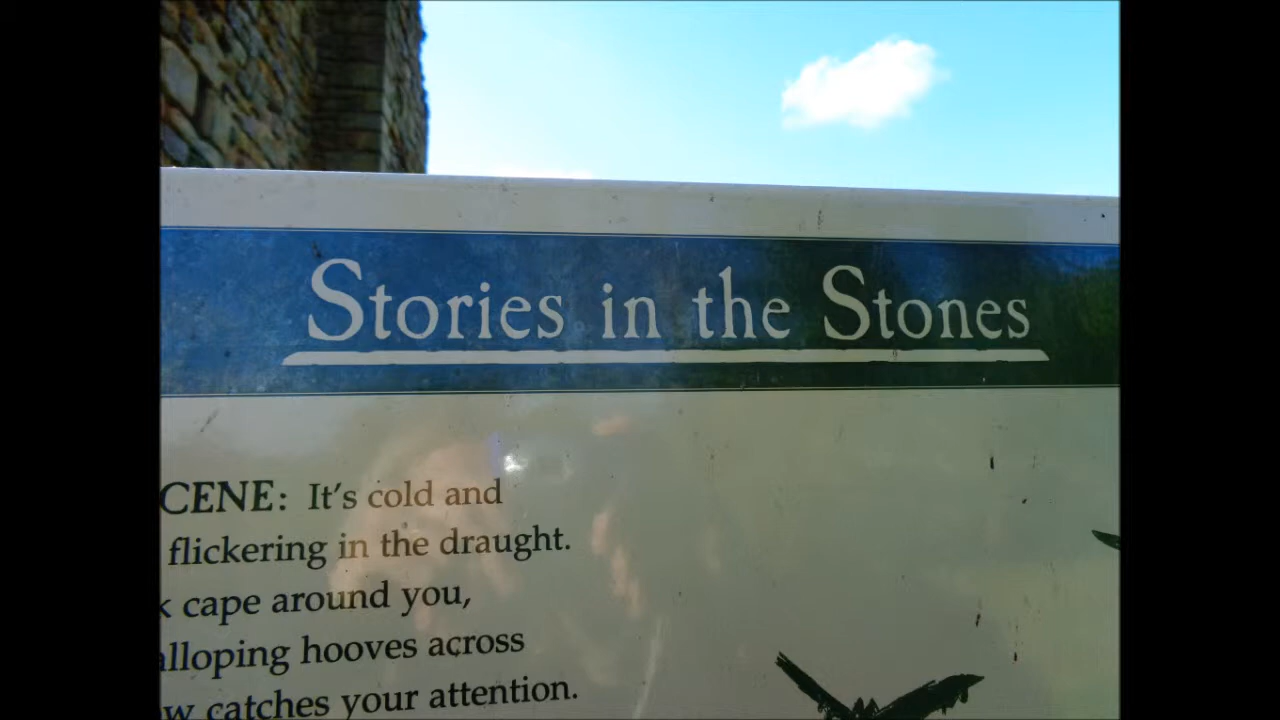 Stories in the Stones
CENE: It's cold and
flickering in the draught.
cape around you,
alloping hooves across
w catches your attention.